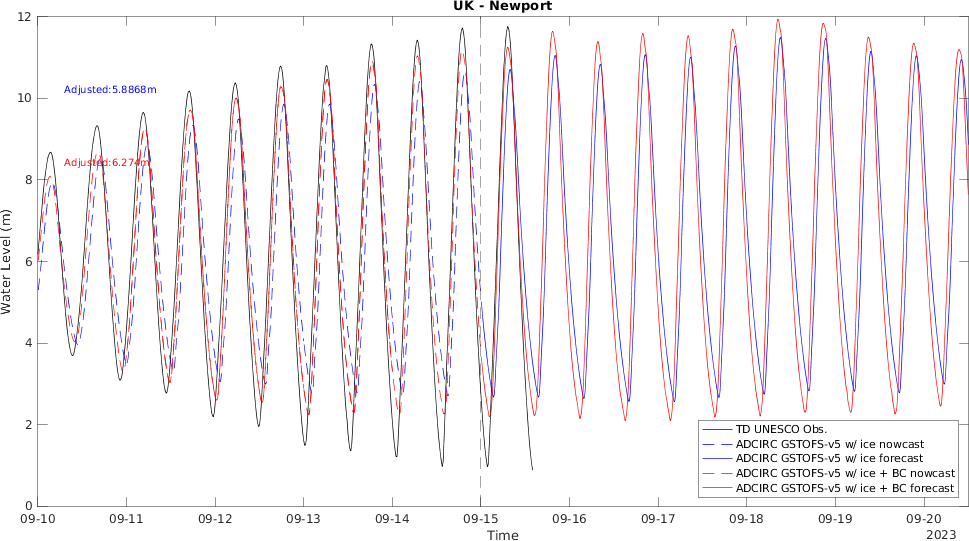 UK - Newport
12
10
8
6
4
2
0
Water Level (m)
Adjusted:5.8868m
Adjusted:6.274m
TD UNESCO Obs.
ADCIRC GSTOFS-v5 w/ ice nowcast
ADCIRC GSTOFS-v5 w/ ice forecast
ADCIRC GSTOFS-v5 w/ ice + BC nowcast
ADCIRC GSTOFS-v5 w/ ice + BC forecast
09-10 09-11 09-12 09-13 09-14 09-15 09-16 09-17 09-18 09-19 09-20
Time
2023